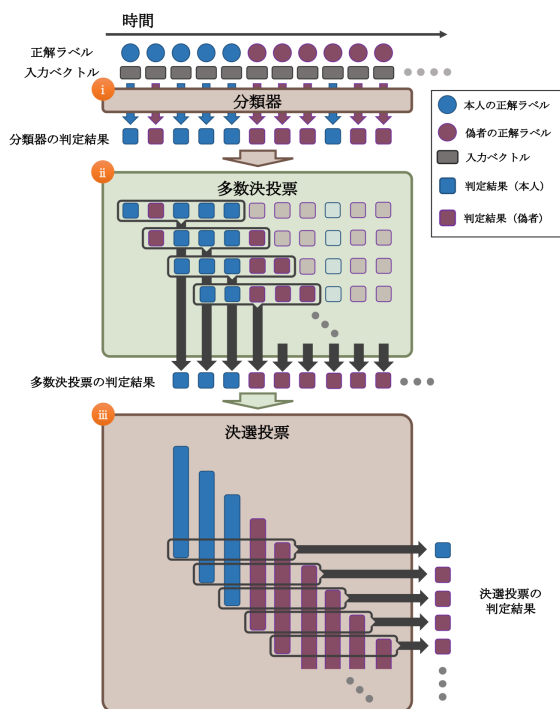 時間
正解ラベル
入力ベクトル
i
分類器
分類器の判定結果
本人の正解ラベル
偽者の正解ラベル
入力ベクトル
判定結果（本人）
判定結果（偽者）
ii
多数決投票
多数決投票の判定結果
iii
決選投票
決選投票の
判定結果